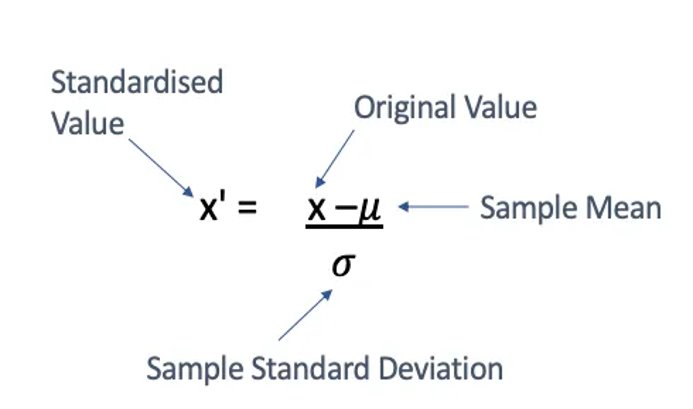 Standardised
Value
Original Value
x' = x − μ
Sample Mean
σ
Sample Standard Deviation